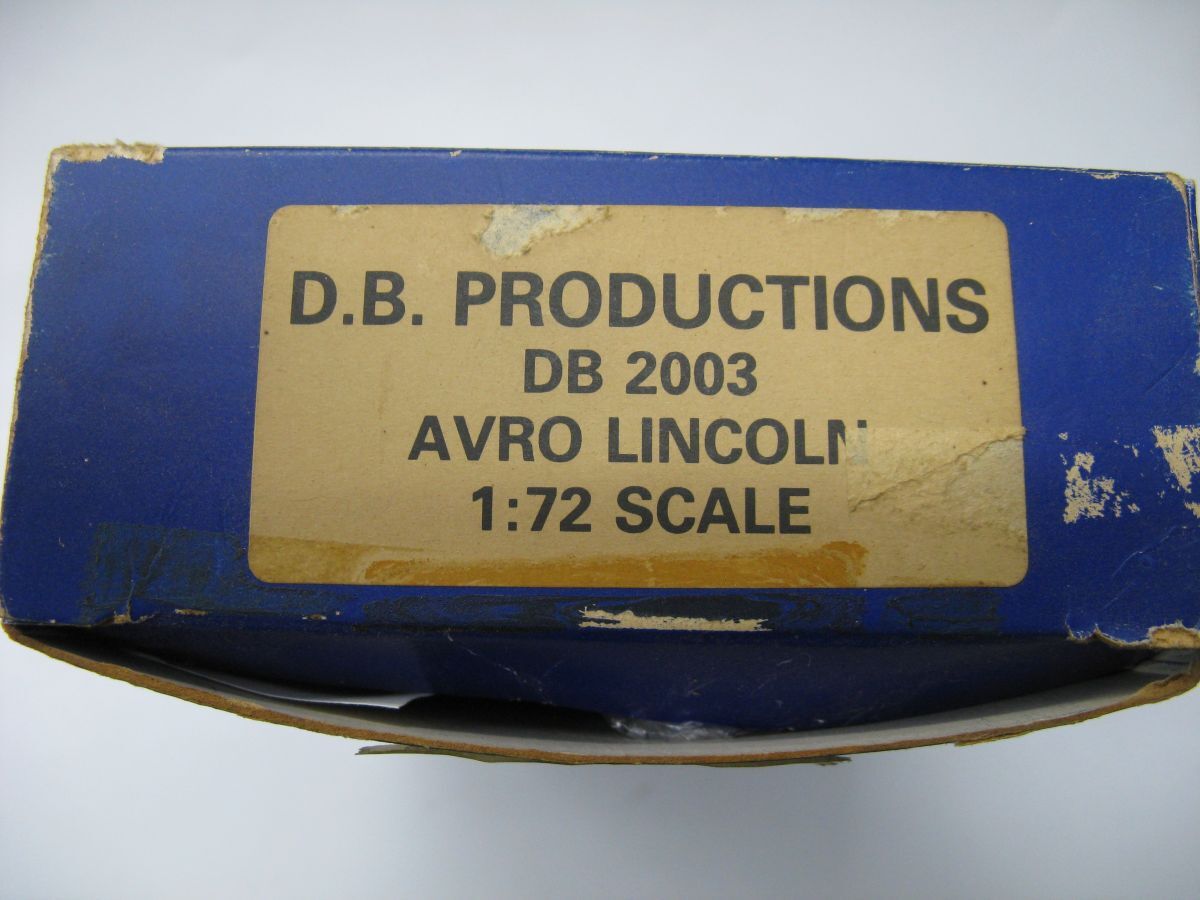 D.B. PRODUCTIONS
DB 2003
AVRO LINCOLN
1:72 SCALE